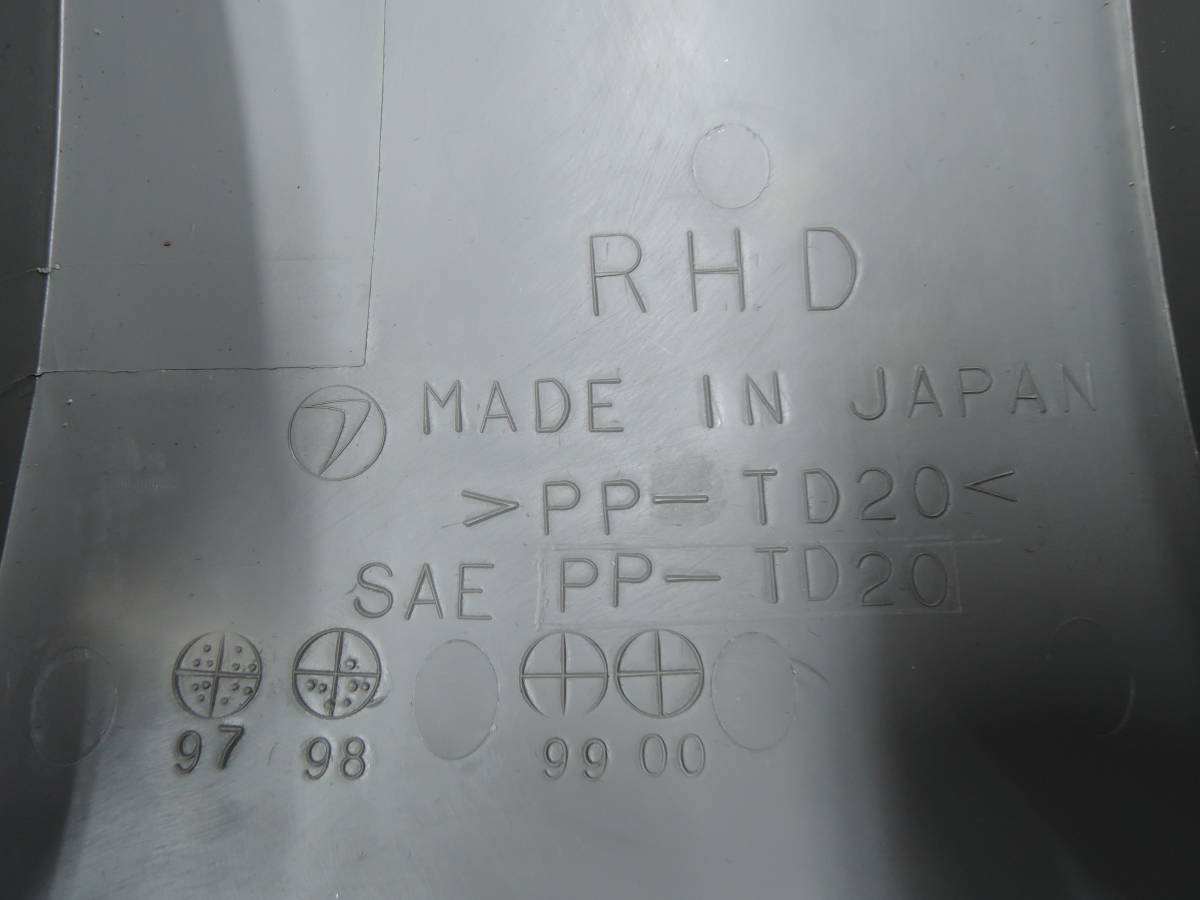 RHD
MADE IN JAPAN
>PP-TD20<
SAE PP-TD20
97 98 99 00